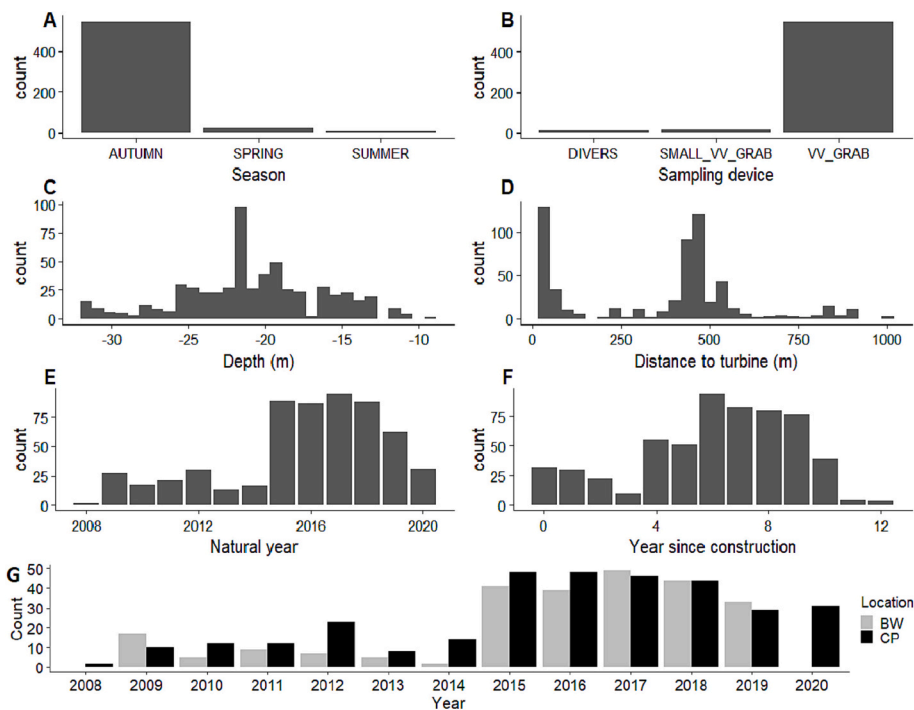 A
count
400
200
0
AUTUMN SPRING SUMMER
Season
B
count
400
200
0
DIVERS SMALL_VV_GRAB VV_GRAB
Sampling device
C
count
100
75
50
25
0
-30 -25 -20 -15 -10
Depth (m)
D
count
100
50
0
0 250 500 750 1000
Distance to turbine (m)
E
count
75
50
25
0
2008 2012 2016 2020
Natural year
F
count
75
50
25
0
0 4 8 12
Year since construction
G
Count
50
40
30
20
10
0
2008 2009 2010 2011 2012 2013 2014 2015 2016 2017 2018 2019 2020
Year
Location
BW
CP